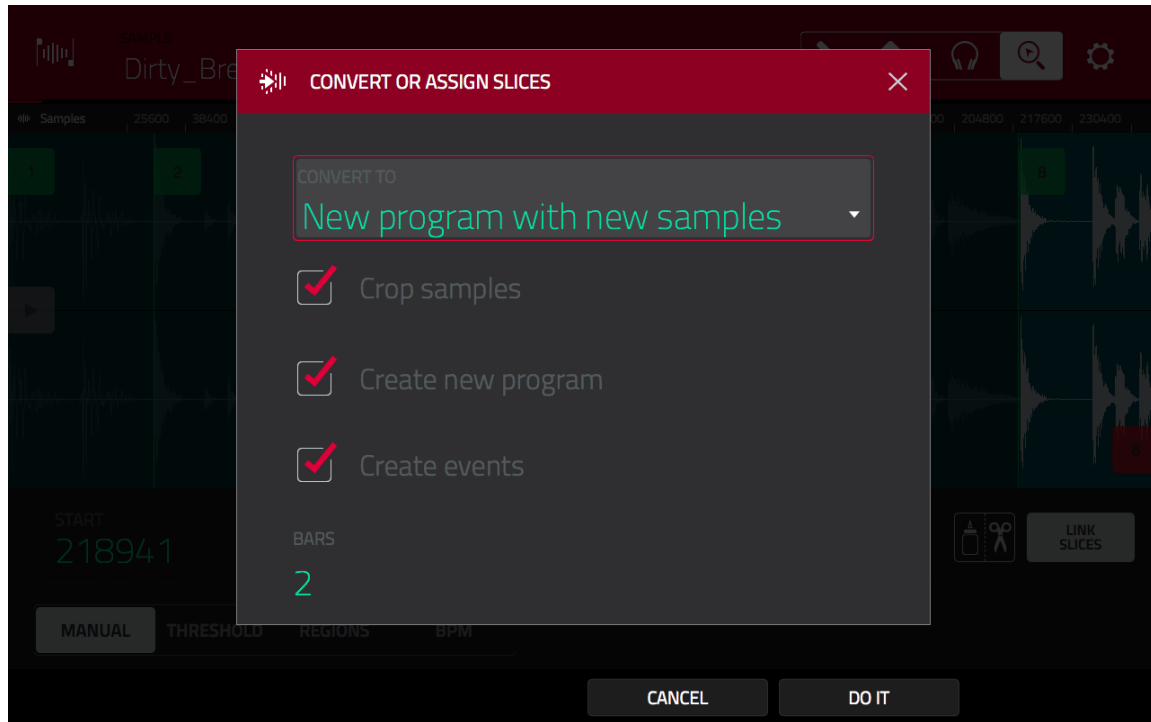 SAMPLE
Dirty_Bre
CONVERT OR ASSIGN SLICES
Samples 25600 38400 204800 217600 230400
1 2 8
CONVERT TO
New program with new samples
Crop samples
Create new program
Create events
8
START
218941
BARS
2
LINK
SLICES
MANUAL THRESHOLD REGIONS BPM
CANCEL DO IT